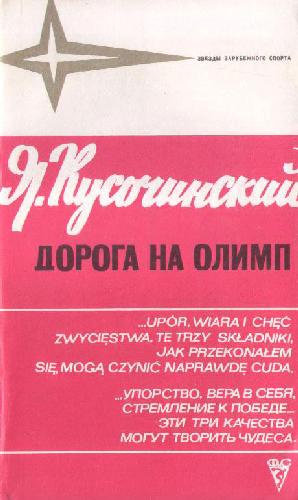 ЗВЕЗДЫ ЗАРУБЕЖНОГО СПОРТА
Я. Кусочинский
ДОРОГА НА ОЛИМП
...UPÓR, WIARA I CHĘĆ
ZWYCIĘSTWA, TE TRZY SKŁADNIKI,
JAK PRZEKONAŁEM
SIĘ, MOGĄ CZYNIĆ NAPRAWDĘ CUDA.
...УПОРСТВО, ВЕРА В СЕБЯ,
СТРЕМЛЕНИЕ К ПОБЕДЕ...
ЭТИ ТРИ КАЧЕСТВА
МОГУТ ТВОРИТЬ ЧУДЕСА.